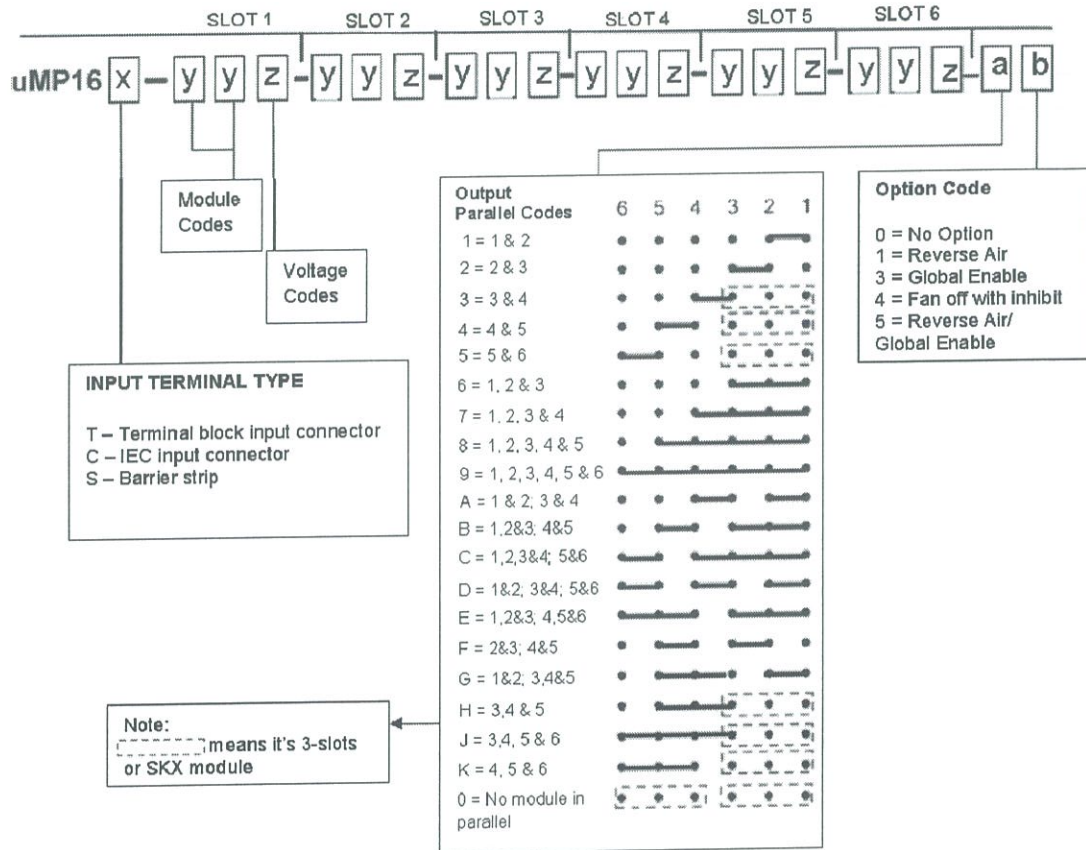 SLOT 1 SLOT 2 SLOT 3 SLOT 4 SLOT 5 SLOT 6
uMP16 x – y y z – y y z – y y z – y y z – y y z – y y z – a b
Module
Codes
Voltage
Codes
INPUT TERMINAL TYPE
T – Terminal block input connector
C – IEC input connector
S – Barrier strip
Output
Parallel Codes 6 5 4 3 2 1
1 = 1 & 2
2 = 2 & 3
3 = 3 & 4
4 = 4 & 5
5 = 5 & 6
6 = 1, 2 & 3
7 = 1, 2, 3 & 4
8 = 1, 2, 3, 4 & 5
9 = 1, 2, 3, 4, 5 & 6
A = 1 & 2; 3 & 4
B = 1,2&3; 4&5
C = 1,2,3&4; 5&6
D = 1&2; 3&4; 5&6
E = 1,2&3; 4,5&6
F = 2&3; 4&5
G = 1&2; 3,4&5
H = 3,4 & 5
J = 3,4, 5 & 6
K = 4, 5 & 6
0 = No module in
parallel
Option Code
0 = No Option
1 = Reverse Air
3 = Global Enable
4 = Fan off with inhibit
5 = Reverse Air/
Global Enable
Note:
means it's 3-slots
or SKX module